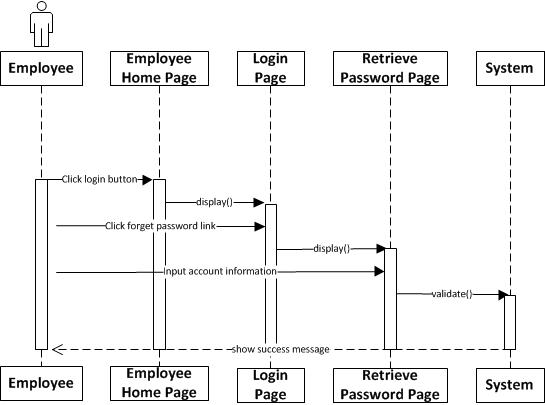 Employee
Employee
Home Page
Login
Page
Retrieve
Password Page
System
Click login button
display()
Click forget password link
display()
Input account information
validate()
show success message
Employee
Employee
Home Page
Login
Page
Retrieve
Password Page
System